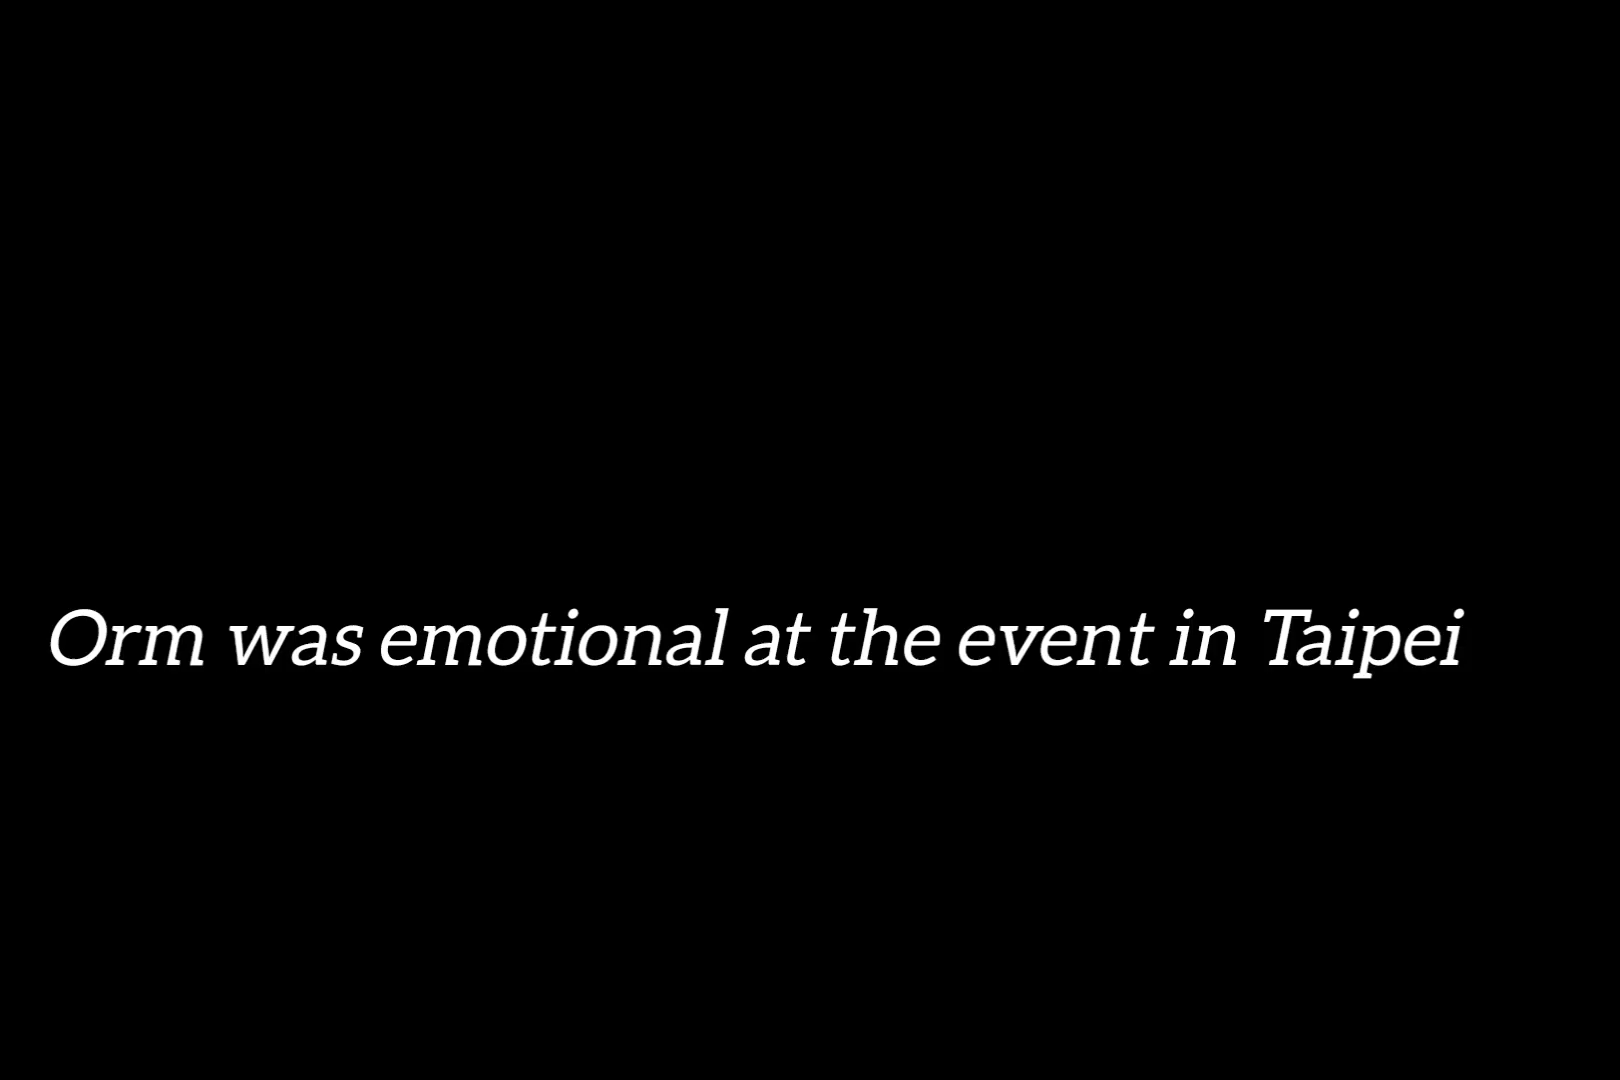 Orm was emotional at the event in Taipei